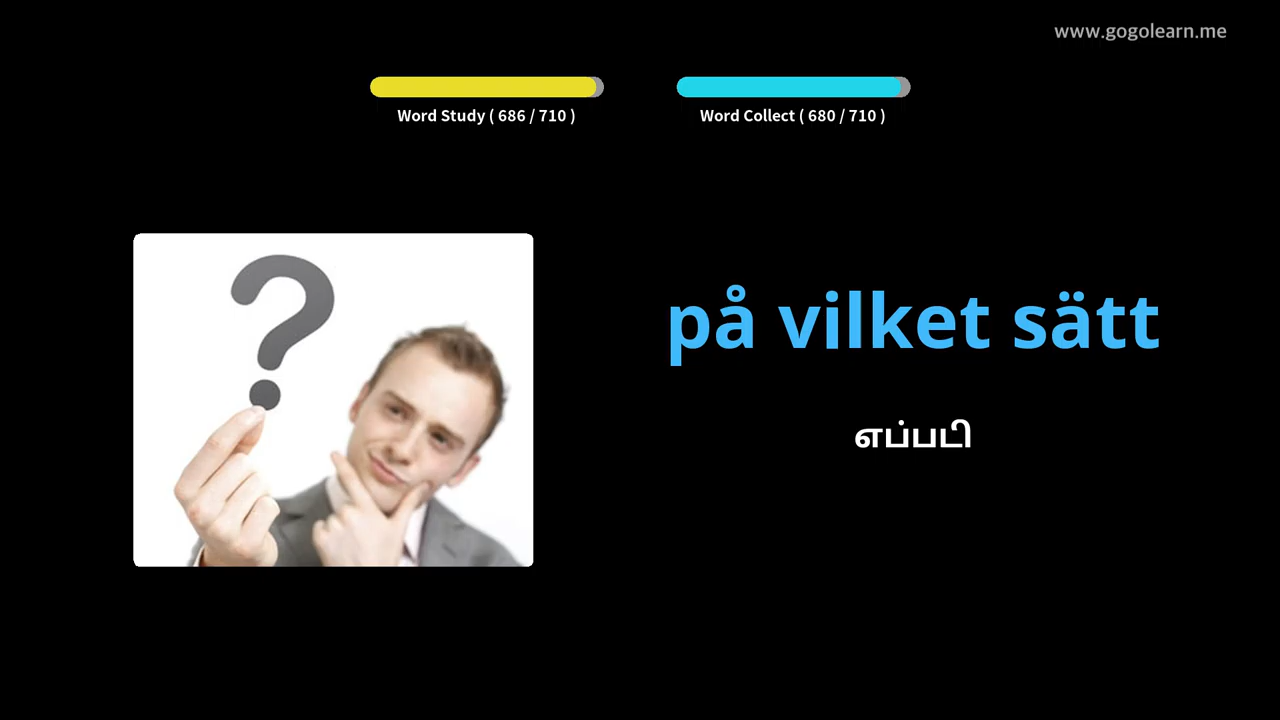 www.gogolearn.me
Word Study ( 686 / 710 )
Word Collect ( 680 / 710 )
på vilket sätt
எப்படி